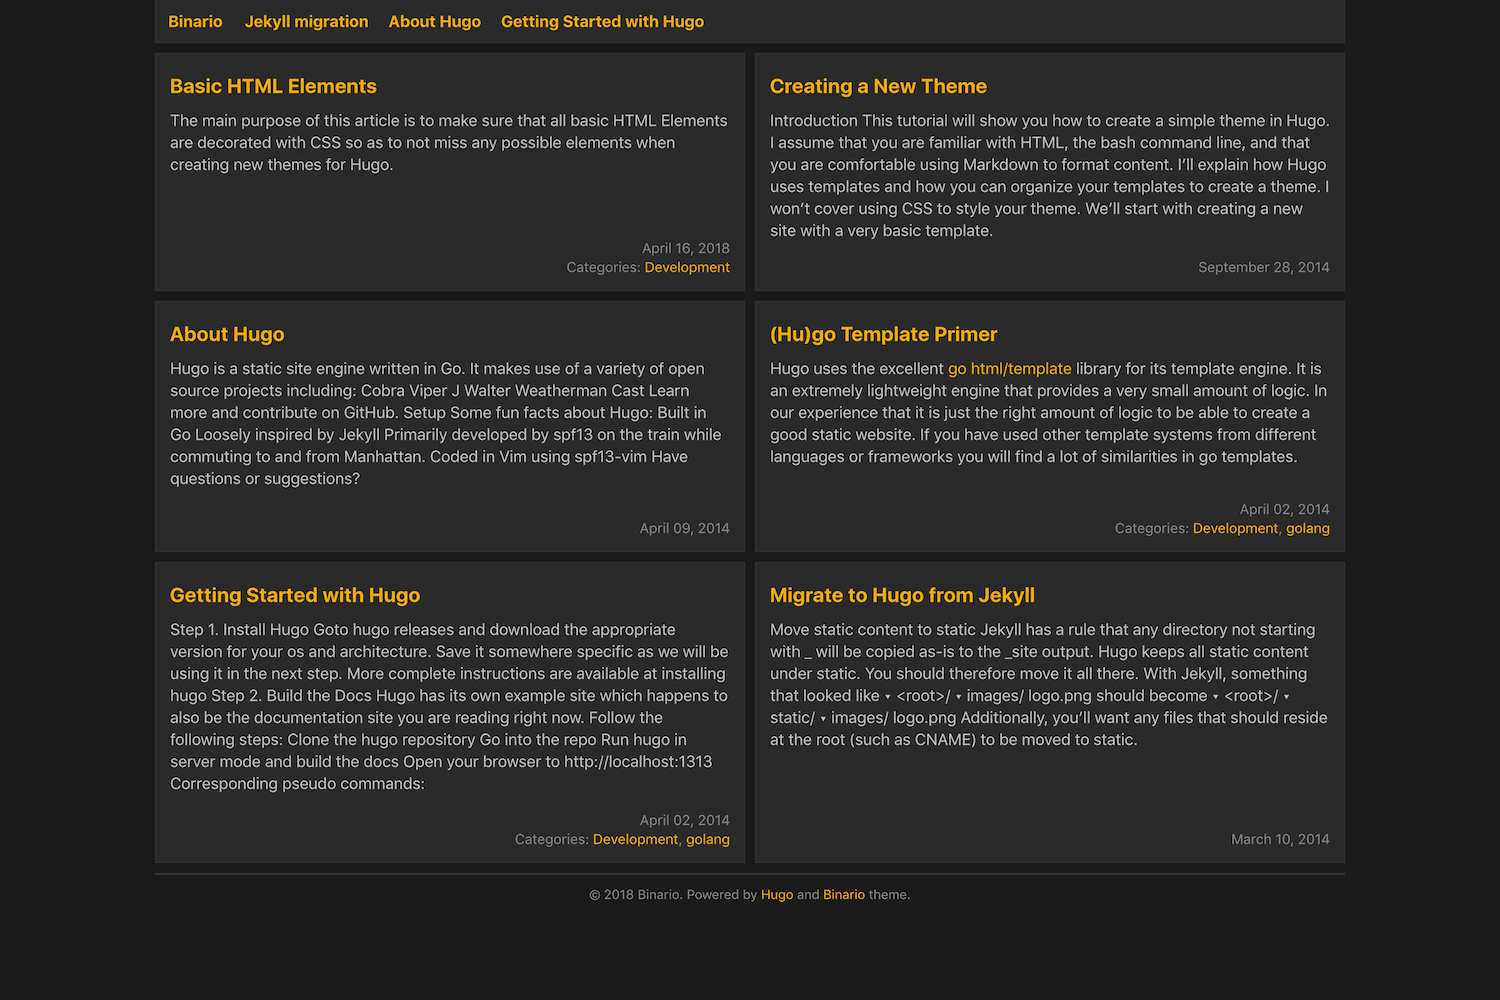 Binario Jekyll migration About Hugo Getting Started with Hugo
Basic HTML Elements
The main purpose of this article is to make sure that all basic HTML Elements
are decorated with CSS so as to not miss any possible elements when
creating new themes for Hugo.
April 16, 2018
Categories: Development
Creating a New Theme
Introduction This tutorial will show you how to create a simple theme in Hugo.
I assume that you are familiar with HTML, the bash command line, and that
you are comfortable using Markdown to format content. I’ll explain how Hugo
uses templates and how you can organize your templates to create a theme. I
won’t cover using CSS to style your theme. We’ll start with creating a new
site with a very basic template.
September 28, 2014
About Hugo
Hugo is a static site engine written in Go. It makes use of a variety of open
source projects including: Cobra Viper J Walter Weatherman Cast Learn
more and contribute on GitHub. Setup Some fun facts about Hugo: Built in
Go Loosely inspired by Jekyll Primarily developed by spf13 on the train while
commuting to and from Manhattan. Coded in Vim using spf13-vim Have
questions or suggestions?
April 09, 2014
(Hu)go Template Primer
Hugo uses the excellent go html/template library for its template engine. It is
an extremely lightweight engine that provides a very small amount of logic. In
our experience that it is just the right amount of logic to be able to create a
good static website. If you have used other template systems from different
languages or frameworks you will find a lot of similarities in go templates.
April 02, 2014
Categories: Development, golang
Getting Started with Hugo
Step 1. Install Hugo Goto hugo releases and download the appropriate
version for your os and architecture. Save it somewhere specific as we will be
using it in the next step. More complete instructions are available at installing
hugo Step 2. Build the Docs Hugo has its own example site which happens to
also be the documentation site you are reading right now. Follow the
following steps: Clone the hugo repository Go into the repo Run hugo in
server mode and build the docs Open your browser to http://localhost:1313
Corresponding pseudo commands:
April 02, 2014
Categories: Development, golang
Migrate to Hugo from Jekyll
Move static content to static Jekyll has a rule that any directory not starting
with _ will be copied as-is to the _site output. Hugo keeps all static content
under static. You should therefore move it all there. With Jekyll, something
that looked like ▾ <root>/ ▾ images/ logo.png should become ▾ <root>/ ▾
static/ ▾ images/ logo.png Additionally, you’ll want any files that should reside
at the root (such as CNAME) to be moved to static.
March 10, 2014
© 2018 Binario. Powered by Hugo and Binario theme.